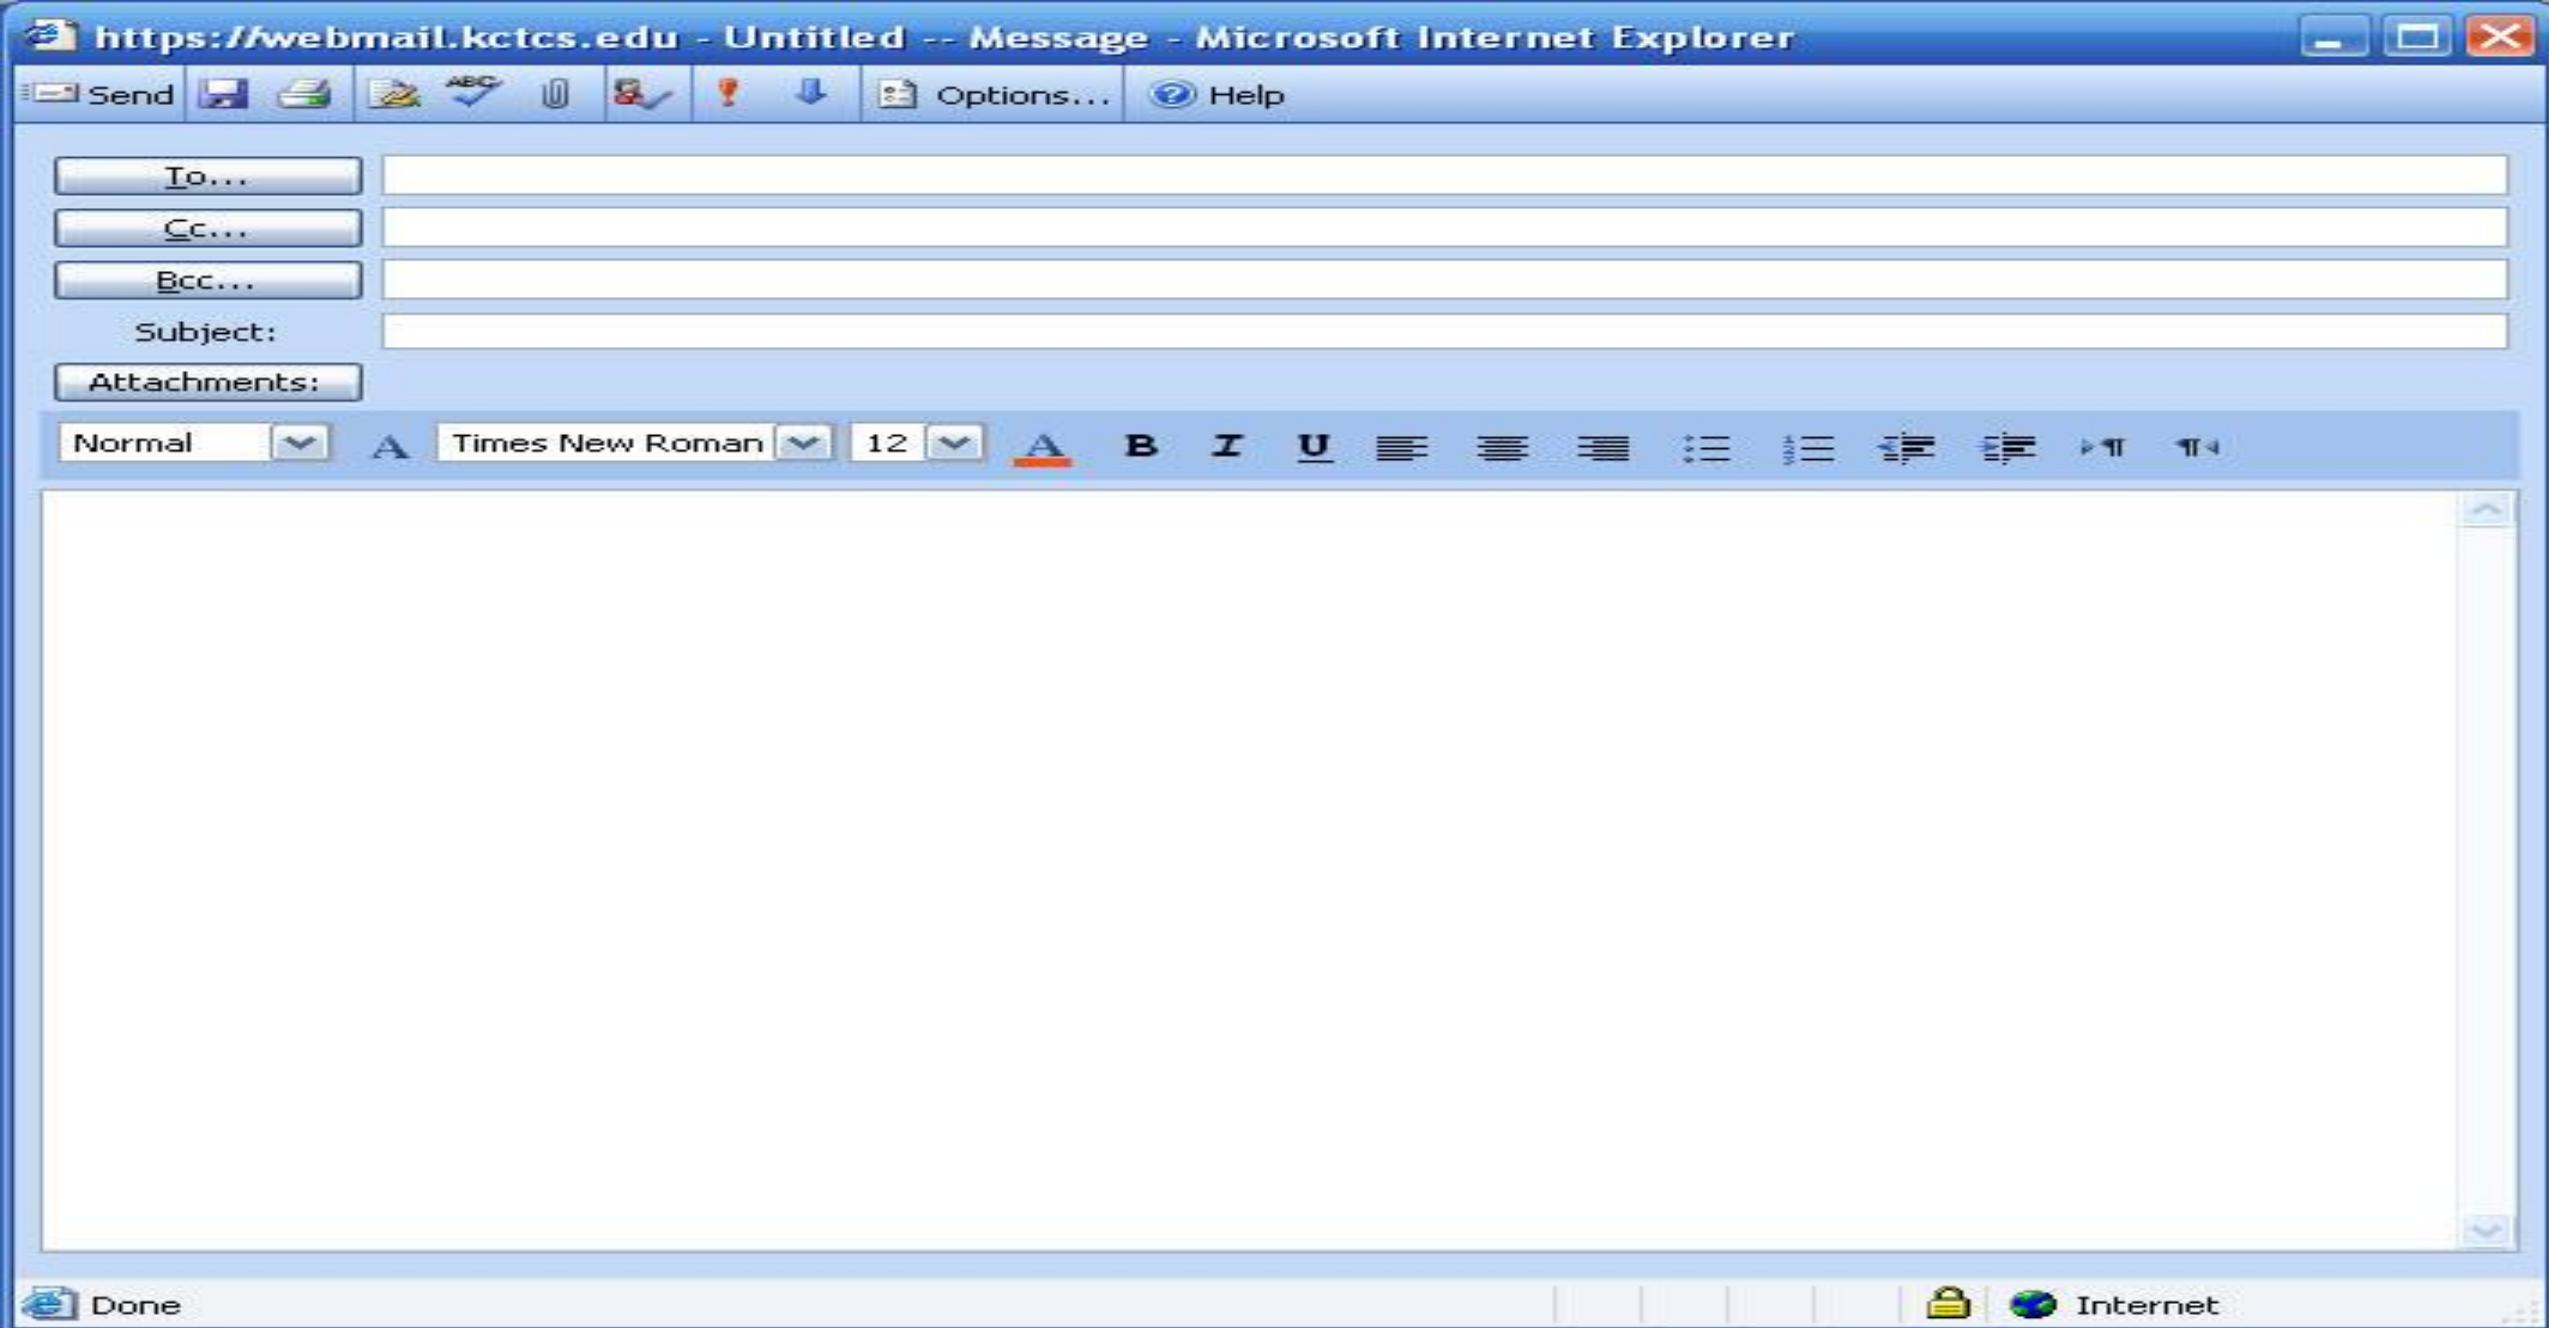 https://webmail.kctcs.edu - Untitled -- Message - Microsoft Internet Explorer
Send ABC Options... Help
To...
Cc...
Bcc...
Subject:
Attachments:
Normal A Times New Roman 12 A B I U
Done Internet